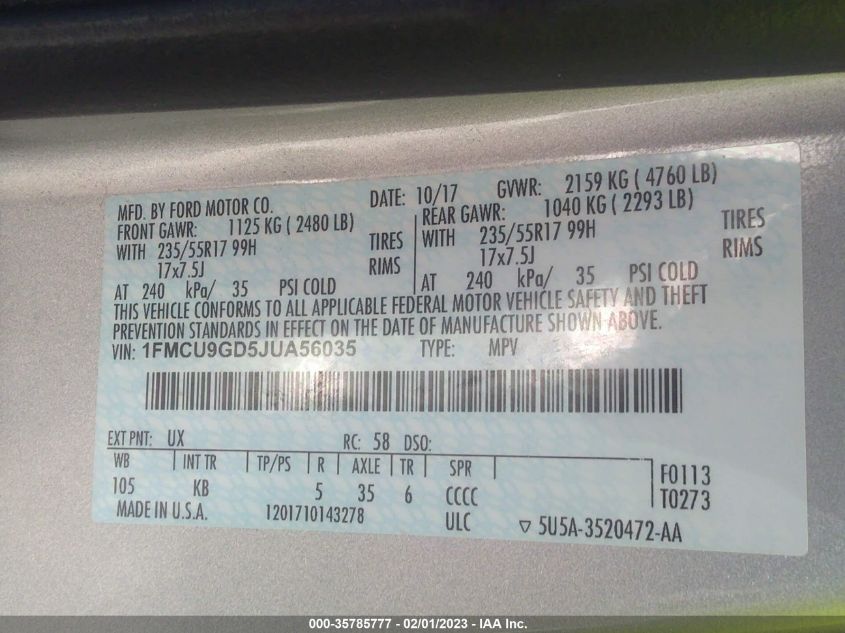 MFD. BY FORD MOTOR CO. DATE: 10/17 GVWR: 2159 KG ( 4760 LB)
FRONT GAWR: 1125 KG ( 2480 LB) REAR GAWR: 1040 KG ( 2293 LB)
WITH 235/55R17 99H TIRES WITH 235/55R17 99H TIRES
17x7.5J RIMS 17x7.5J RIMS
AT 240 kPa/ 35 PSI COLD AT 240 kPa/ 35 PSI COLD
THIS VEHICLE CONFORMS TO ALL APPLICABLE FEDERAL MOTOR VEHICLE SAFETY AND THEFT
PREVENTION STANDARDS IN EFFECT ON THE DATE OF MANUFACTURE SHOWN ABOVE.
VIN: 1FMCU9GD5JUA56035 TYPE: MPV
EXT PNT: UX RC: 58 DSO:
WB INT TR TP/PS R AXLE TR SPR F0113
105 KB 5 35 6 CCCC T0273
MADE IN U.S.A. 1201710143278 ULC ▽ 5U5A-3520472-AA
000-35785777 - 02/01/2023 - IAA Inc.